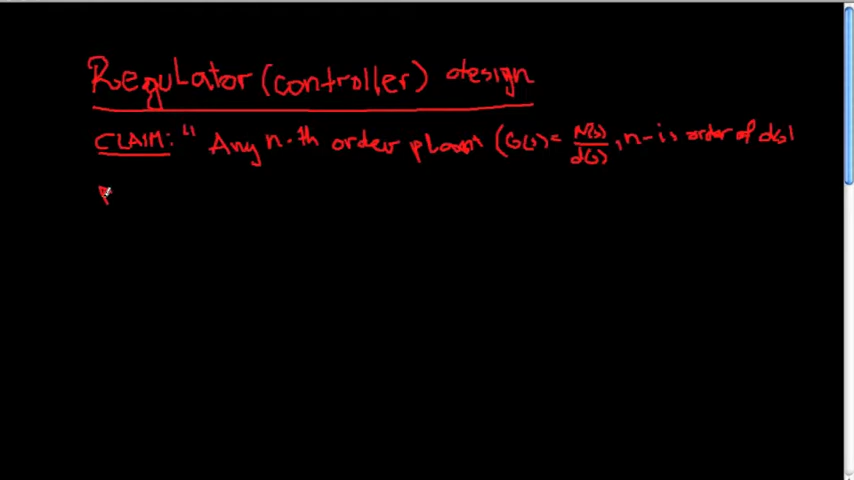 Regulator (controller) design
CLAIM: " Any n-th order plant (G(s) = N(s)/d(s), n - is order of d(s)